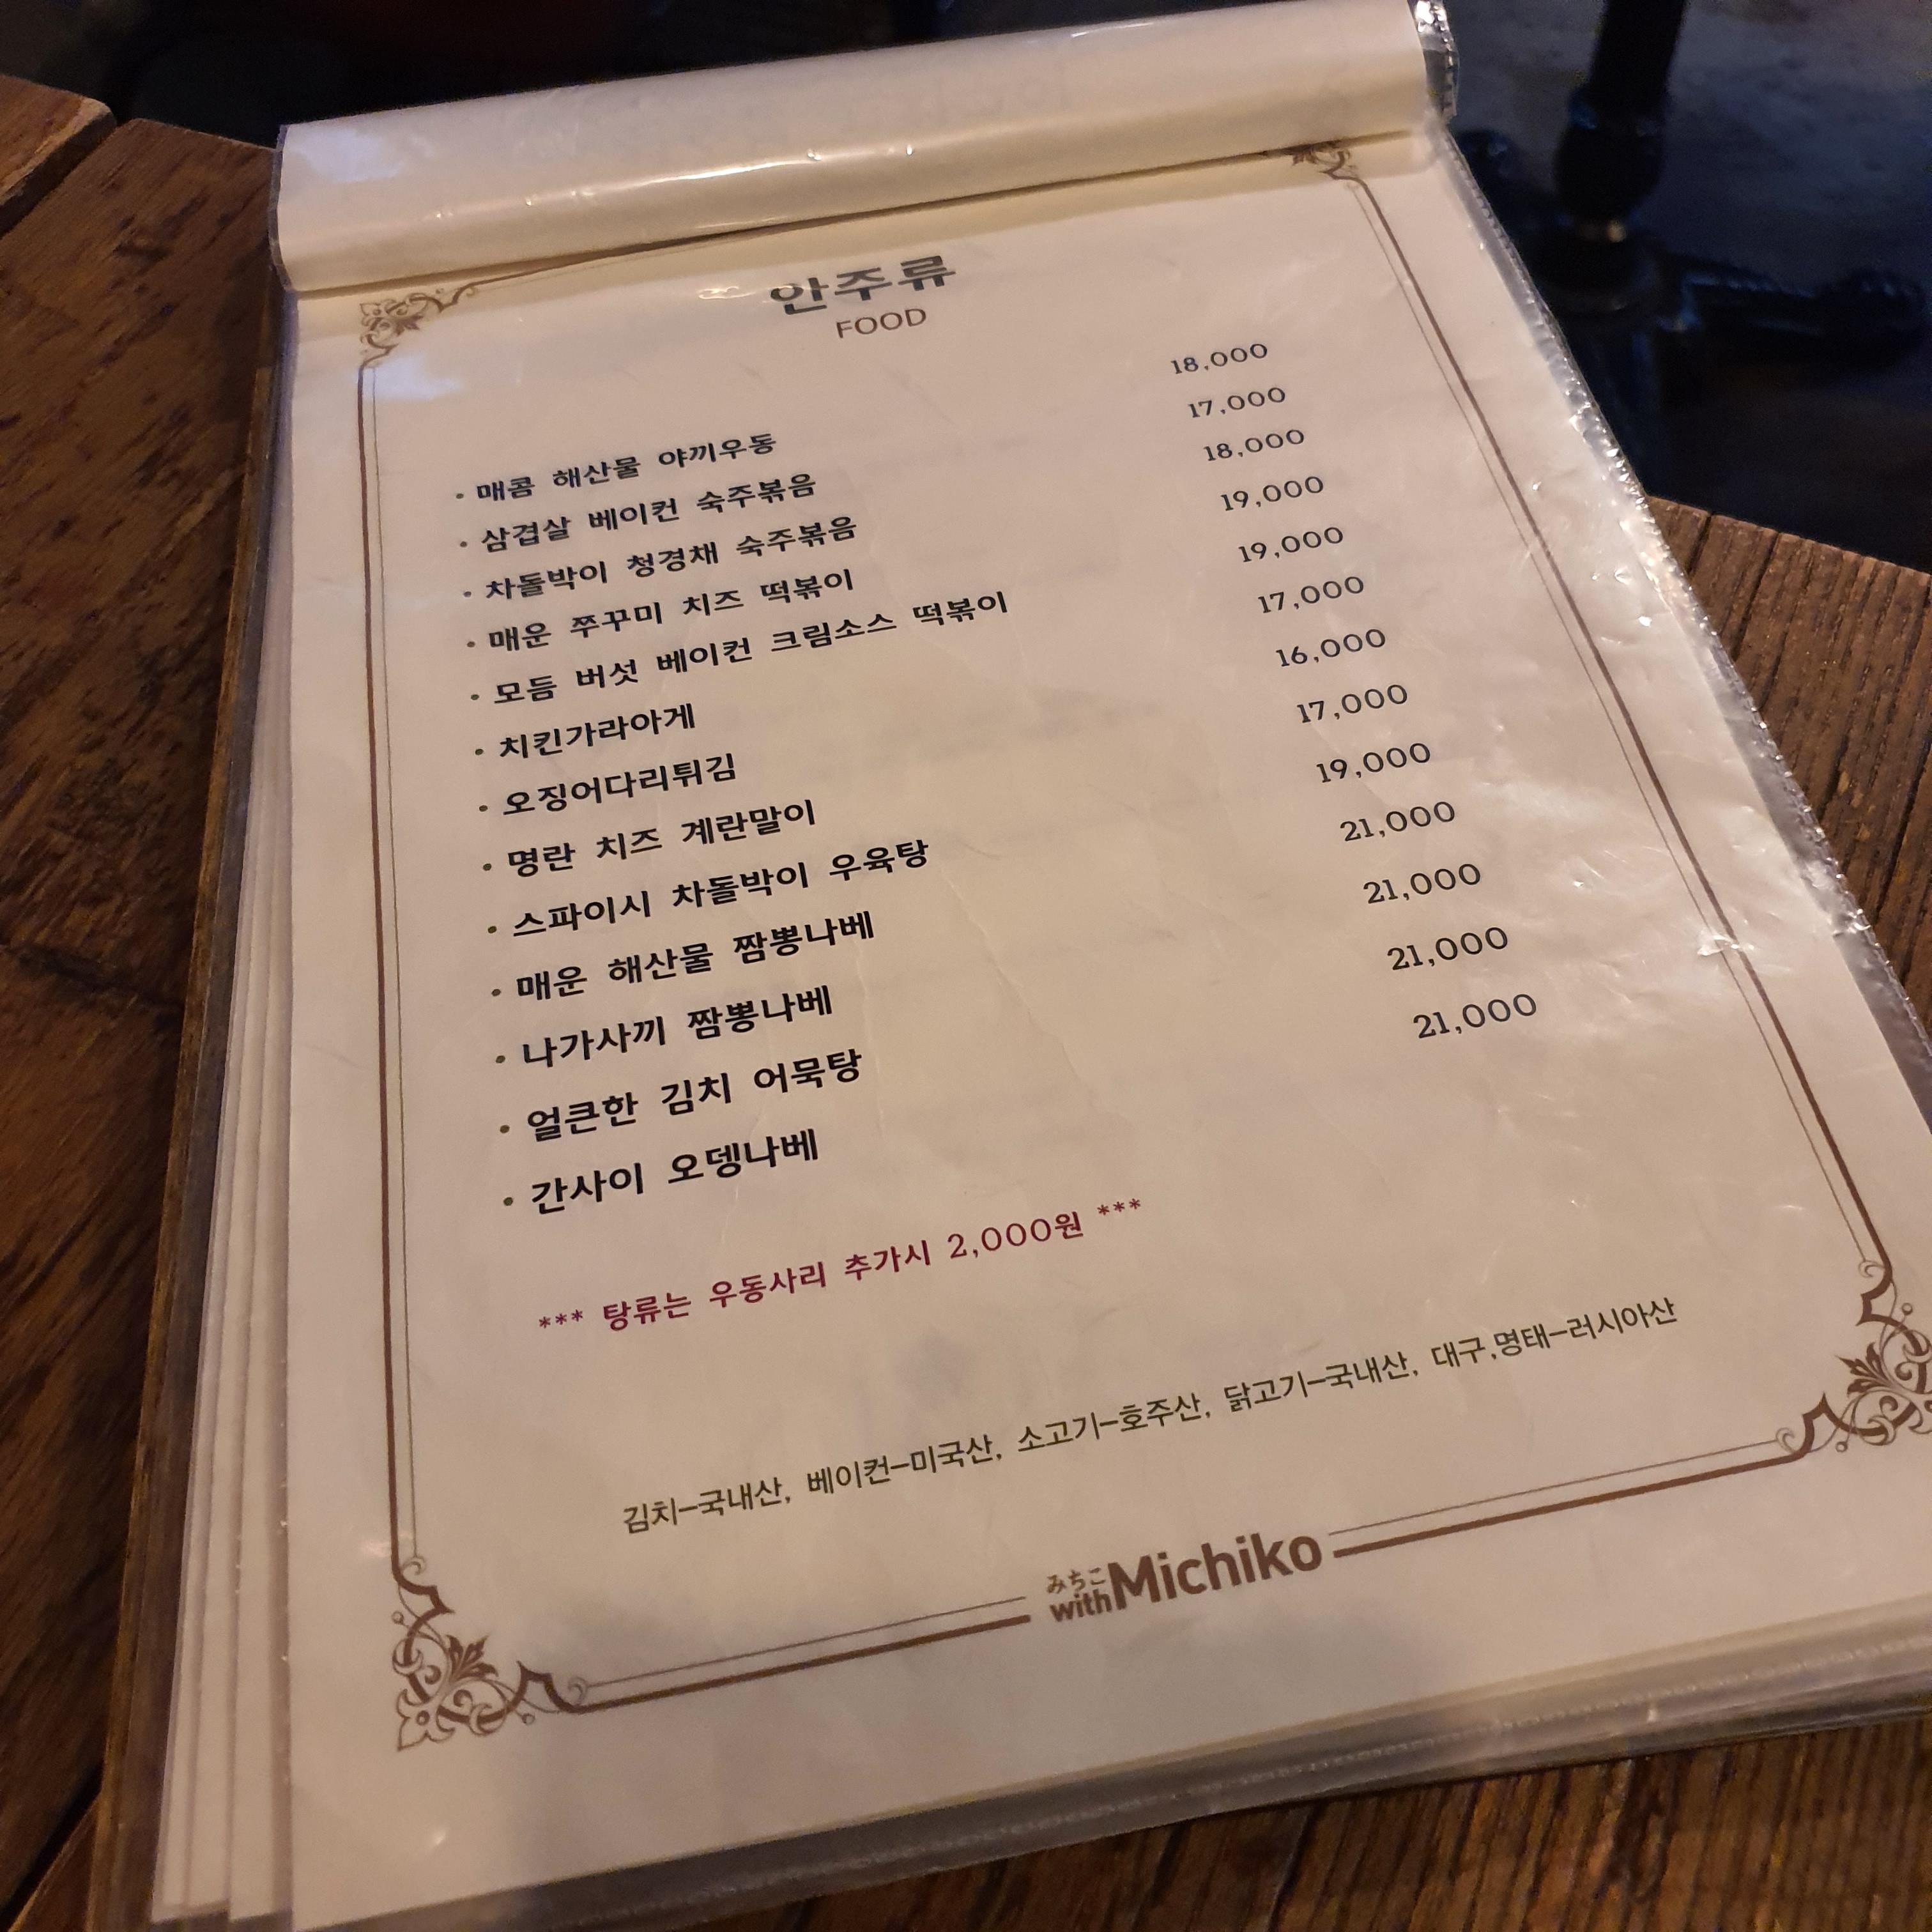 안주류
FOOD
• 매콤 해산물 야끼우동 18,000
• 삼겹살 베이컨 숙주볶음 17,000
• 차돌박이 청경채 숙주볶음 18,000
• 매운 쭈꾸미 치즈 떡볶이 19,000
• 모듬 버섯 베이컨 크림소스 떡볶이 19,000
• 치킨가라아게 17,000
• 오징어다리튀김 16,000
• 명란 치즈 계란말이 17,000
• 스파이시 차돌박이 우육탕 19,000
• 매운 해산물 짬뽕나베 21,000
• 나가사끼 짬뽕나베 21,000
• 얼큰한 김치 어묵탕 21,000
• 간사이 오뎅나베 21,000
*** 탕류는 우동사리 추가시 2,000원 ***
김치-국내산, 베이컨-미국산, 소고기-호주산, 닭고기-국내산, 대구,명태-러시아산
みちこ
with Michiko